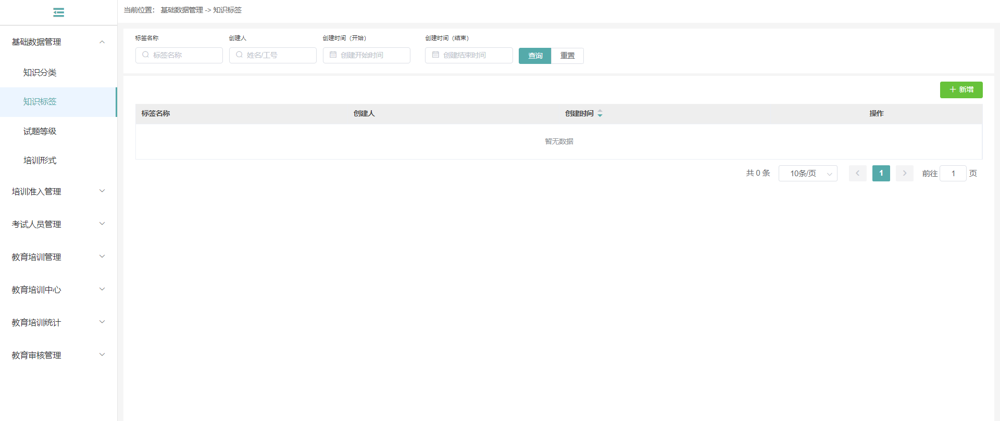 当前位置： 基础数据管理 -> 知识标签
基础数据管理
知识分类
知识标签
试题等级
培训形式
培训准入管理
考试人员管理
教育培训管理
教育培训中心
教育培训统计
教育审核管理
标签名称 创建人 创建时间（开始） 创建时间（结束）
标签名称 姓名/工号 创建开始时间 创建结束时间 查询 重置
新增
标签名称 创建人 创建时间 操作
暂无数据
共 0 条 10条/页 1 前往 1 页